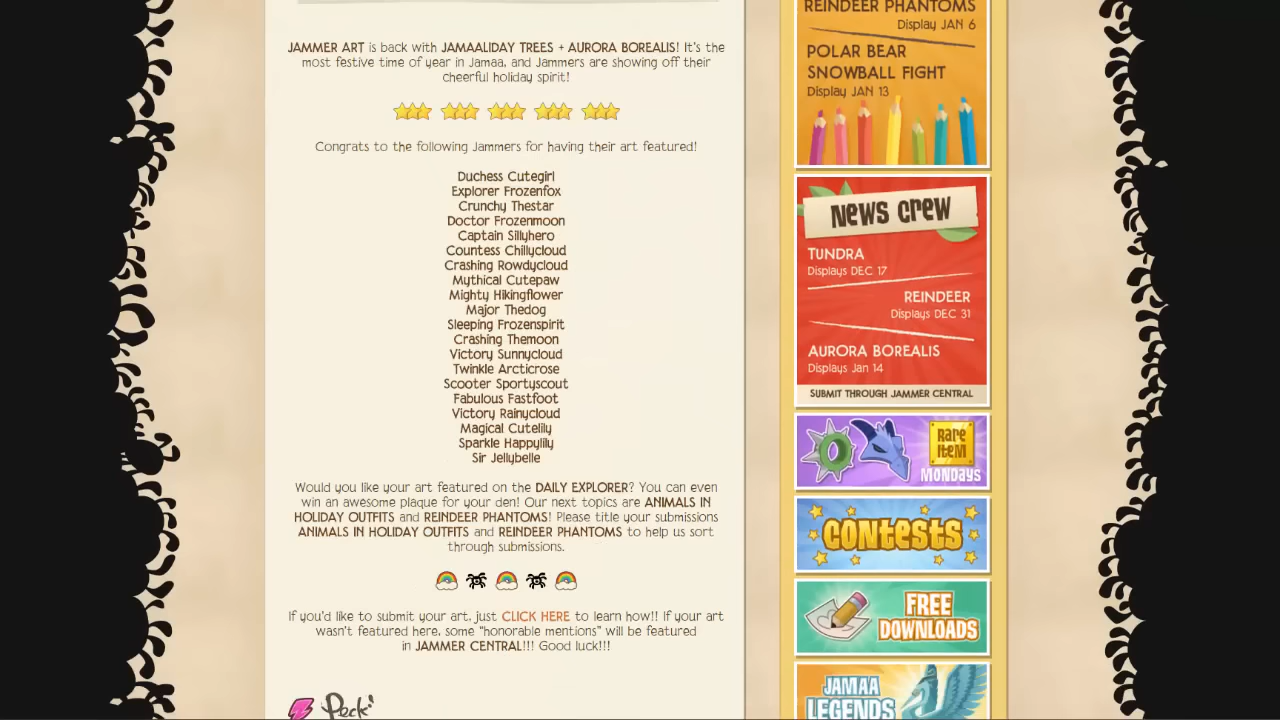 JAMMER ART is back with JAMAALIDAY TREES + AURORA BOREALIS! It's the
most festive time of year in Jamaa, and Jammers are showing off their
cheerful holiday spirit!
Congrats to the following Jammers for having their art featured!
Duchess Cutegirl
Explorer Frozenfox
Crunchy Thestar
Doctor Frozenmoon
Captain Sillyhero
Countess Chillycloud
Crashing Rowdycloud
Mythical Cutepaw
Mighty Hikingflower
Major Thedog
Sleeping Frozenspirit
Crashing Themoon
Victory Sunnycloud
Twinkle Arcticrose
Scooter Sportyscout
Fabulous Fastfoot
Victory Rainycloud
Magical Cutelily
Sparkle Happylily
Sir Jellybelle
Would you like your art featured on the DAILY EXPLORER? You can even
win an awesome plaque for your den! Our next topics are ANIMALS IN
HOLIDAY OUTFITS and REINDEER PHANTOMS! Please title your submissions
ANIMALS IN HOLIDAY OUTFITS and REINDEER PHANTOMS to help us sort
through submissions.
If you'd like to submit your art, just CLICK HERE to learn how!! If your art
wasn't featured here, some "honorable mentions" will be featured
in JAMMER CENTRAL!!! Good luck!!!
Peck
REINDEER PHANTOMS
Display JAN 6
POLAR BEAR
SNOWBALL FIGHT
Display JAN 13
News Crew
TUNDRA
Displays DEC 17
REINDEER
Displays DEC 31
AURORA BOREALIS
Displays Jan 14
SUBMIT THROUGH JAMMER CENTRAL
RARE
ITEM
MONDAYS
CONTESTS
FREE
DOWNLOADS
JAMAA
LEGENDS